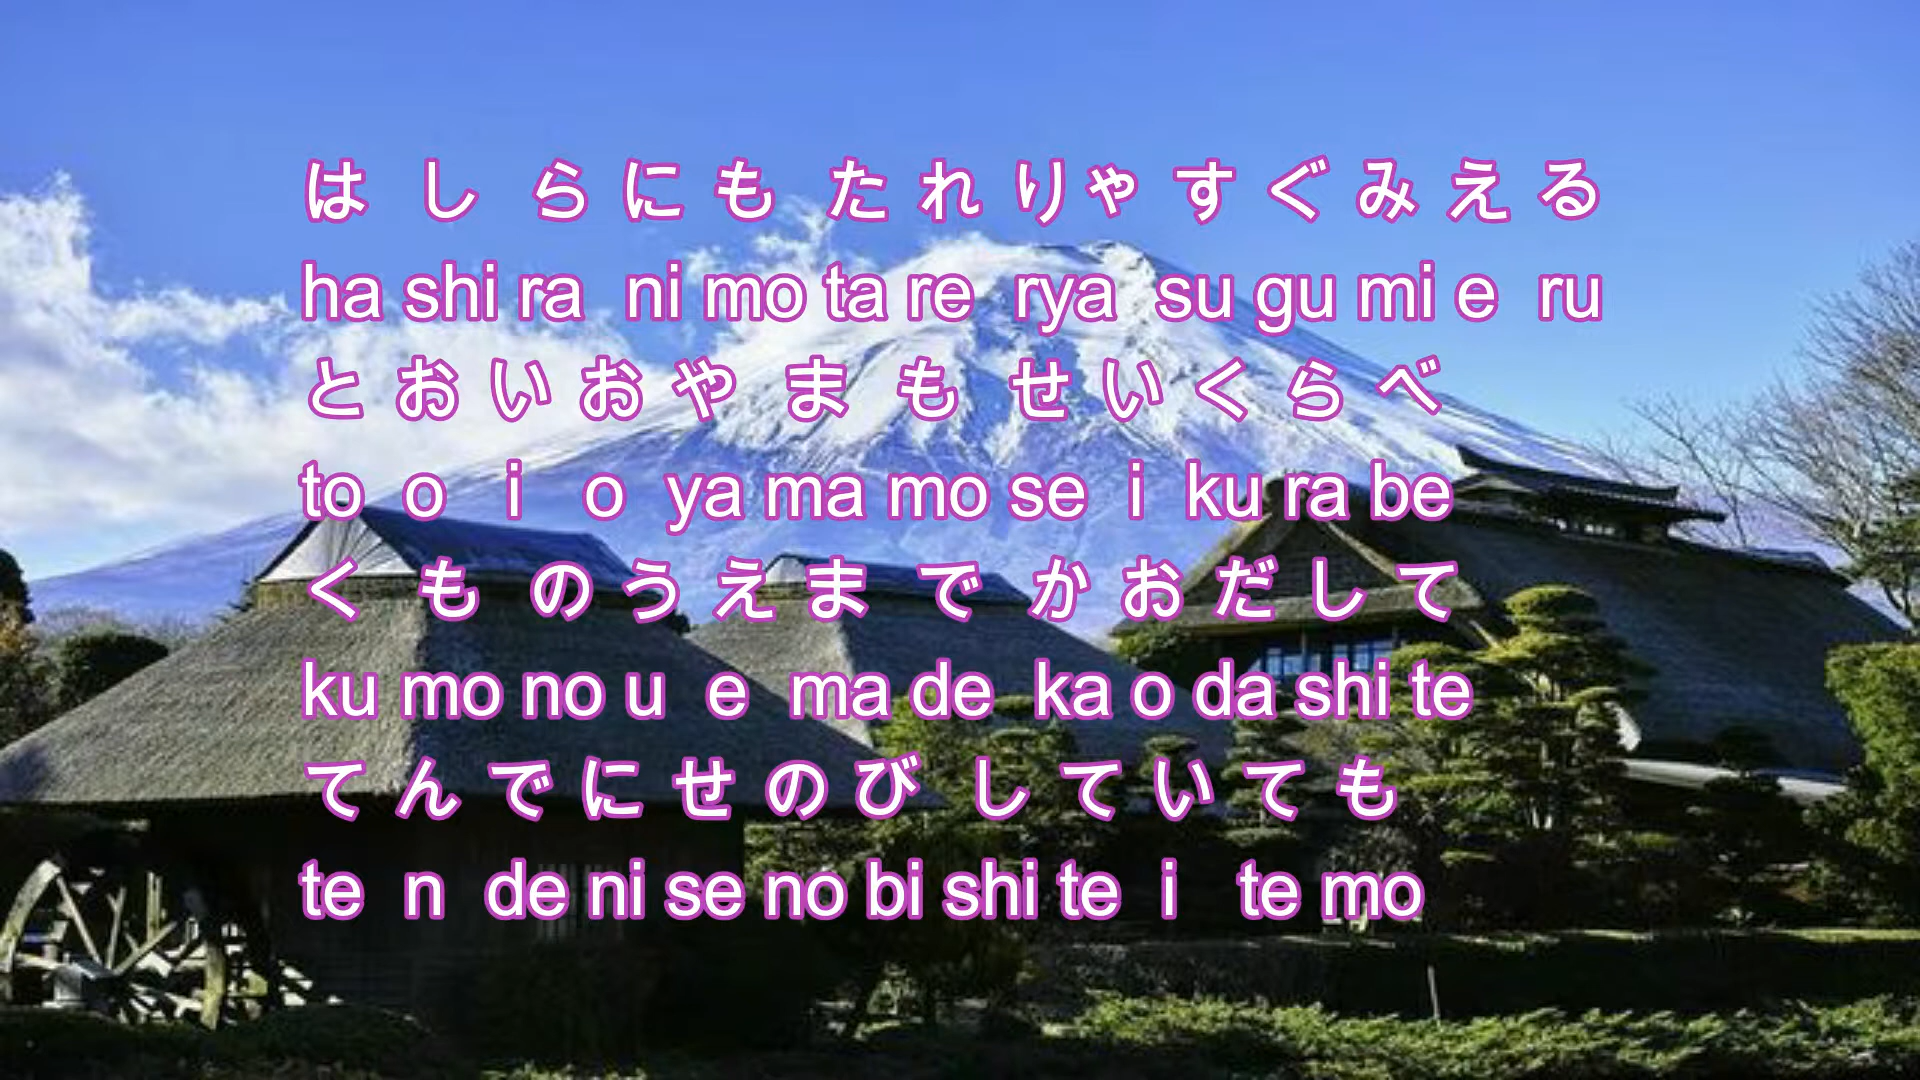 は し ら に も た れ りゃ す ぐ み え る
ha shi ra ni mo ta re rya su gu mi e ru
と お い お や ま も せ い く ら べ
to o i o ya ma mo se i ku ra be
く も の う え ま で か お だ し て
ku mo no u e ma de ka o da shi te
て ん で に せ の び し て い て も
te n de ni se no bi shi te i te mo